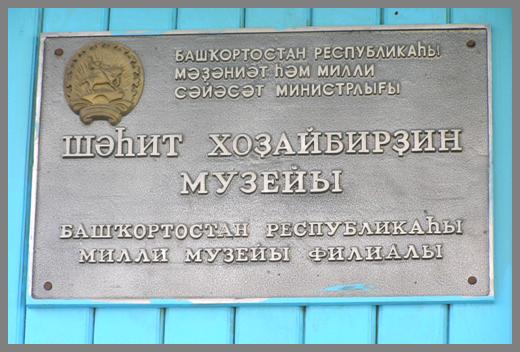 БАШҠОРТОСТАН РЕСПУБЛИКАҺЫ
МӘҘӘНИӘТ ҺӘМ МИЛЛИ
СӘЙӘСӘТ МИНИСТРЛЫҒЫ
ШӘҺИТ ХОҘАЙБИРҘИН
МУЗЕЙЫ
БАШҠОРТОСТАН РЕСПУБЛИКАҺЫ
МИЛЛИ МУЗЕЙЫ ФИЛИАЛЫ